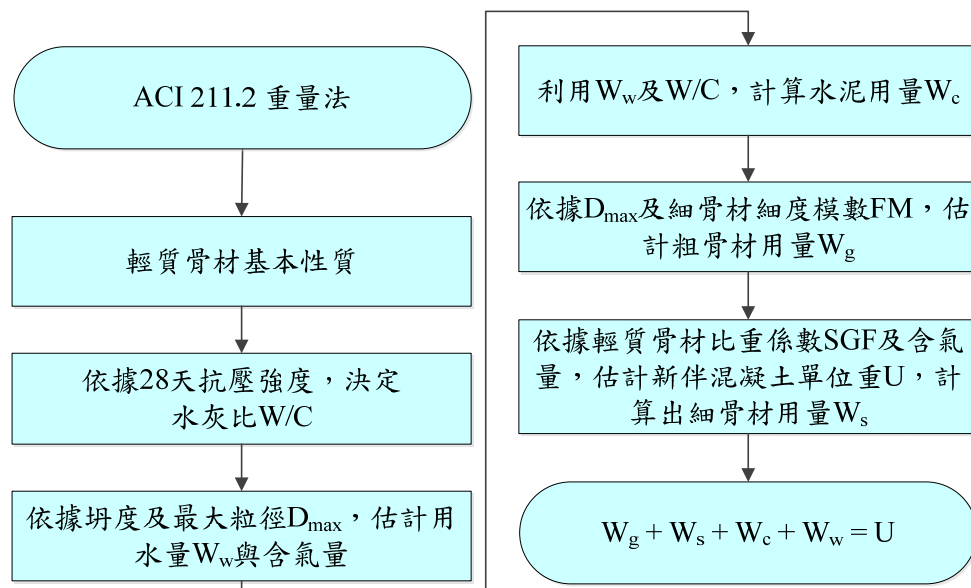 ACI 211.2 重量法
輕質骨材基本性質
依據28天抗壓強度，決定
水灰比W/C
依據坍度及最大粒徑Dmax，估計用
水量Ww與含氣量
利用Ww及W/C，計算水泥用量Wc
依據Dmax及細骨材細度模數FM，估
計粗骨材用量Wg
依據輕質骨材比重係數SGF及含氣
量，估計新伴混凝土單位重U，計
算出細骨材用量Ws
Wg + Ws + Wc + Ww = U